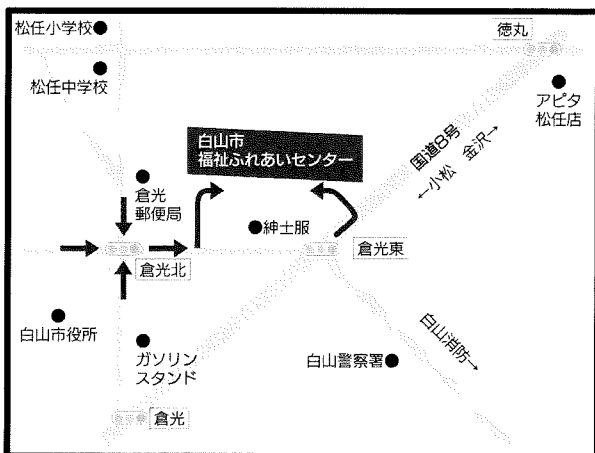 松任小学校
徳丸
松任中学校
アピタ
松任店
白山市
福祉ふれあいセンター
国道8号
←小松 金沢→
倉光
郵便局
紳士服
倉光東
倉光北
白山市役所
ガソリン
スタンド
白山警察署
白山消防→
倉光